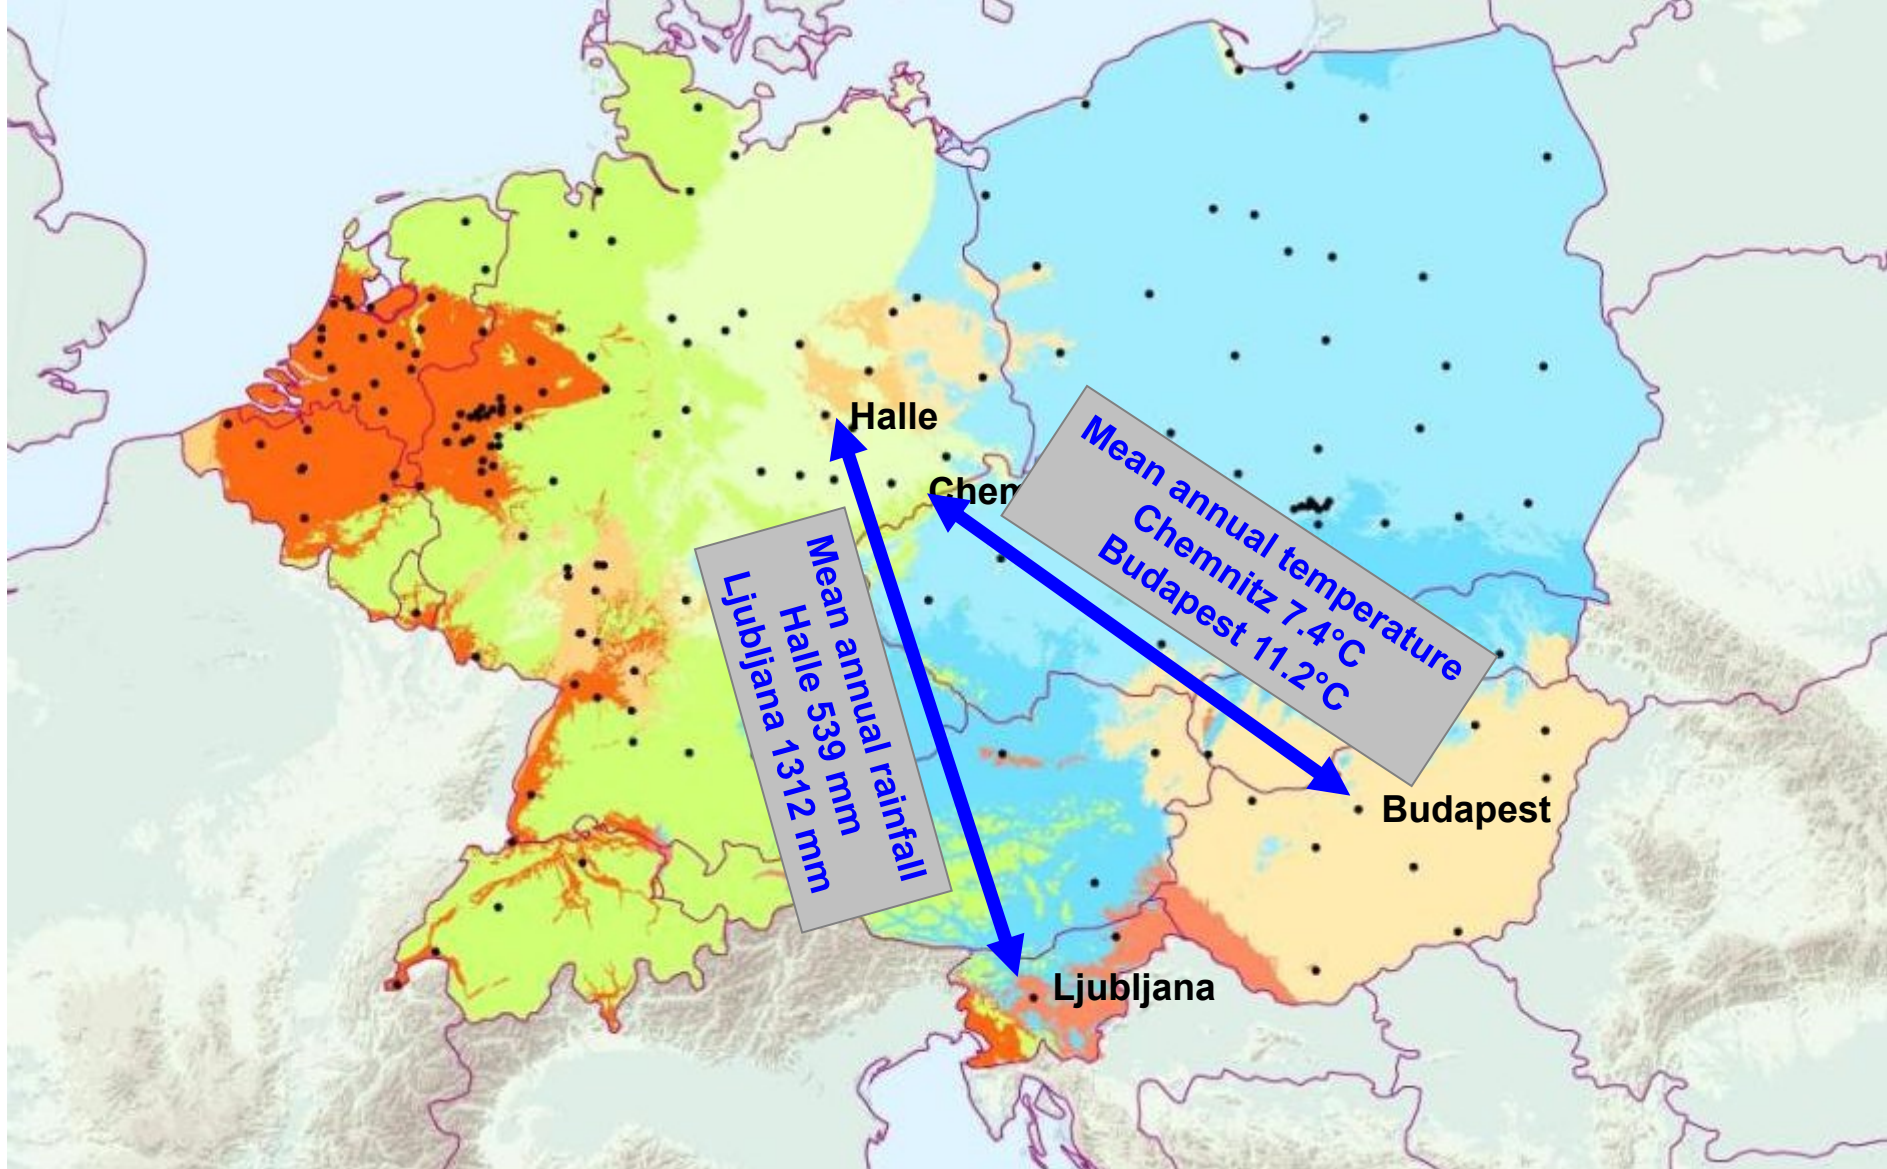 Halle
Chem
Mean annual temperature
Chemnitz 7.4°C
Budapest 11.2°C
Mean annual rainfall
Halle 539 mm
Ljubljana 1312 mm
Budapest
Ljubljana